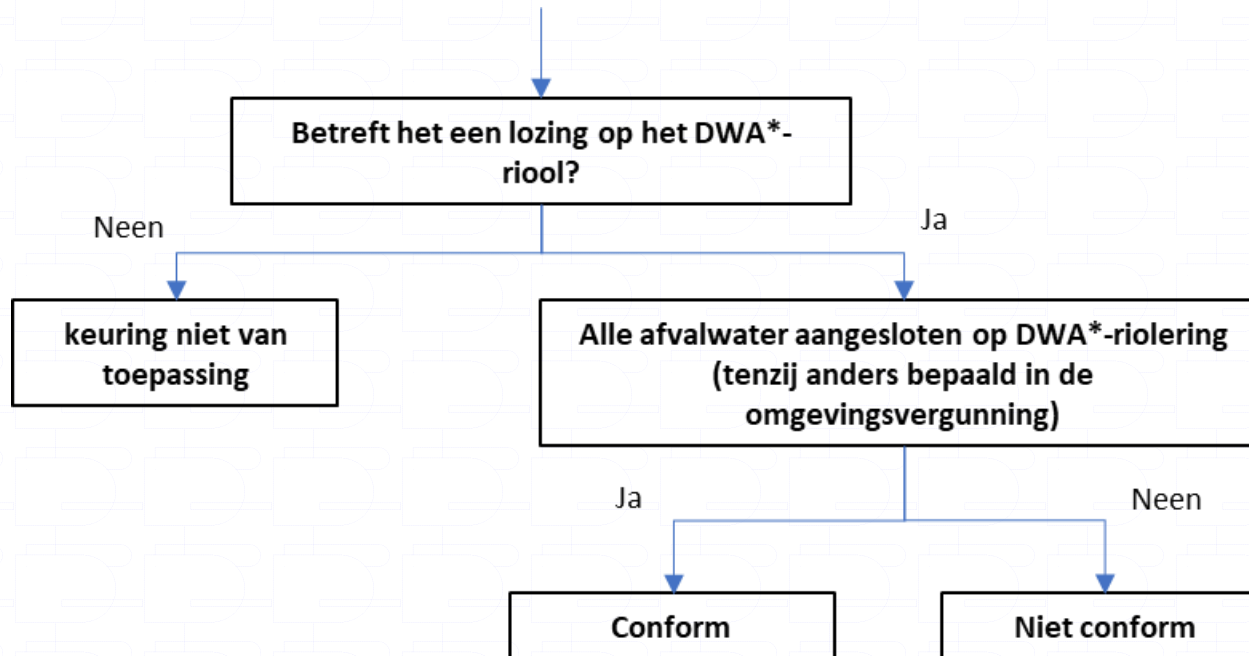 Betreft het een lozing op het DWA*-
riool?
Neen
Ja
keuring niet van
toepassing
Alle afvalwater aangesloten op DWA*-riolering
(tenzij anders bepaald in de
omgevingsvergunning)
Ja
Neen
Conform
Niet conform